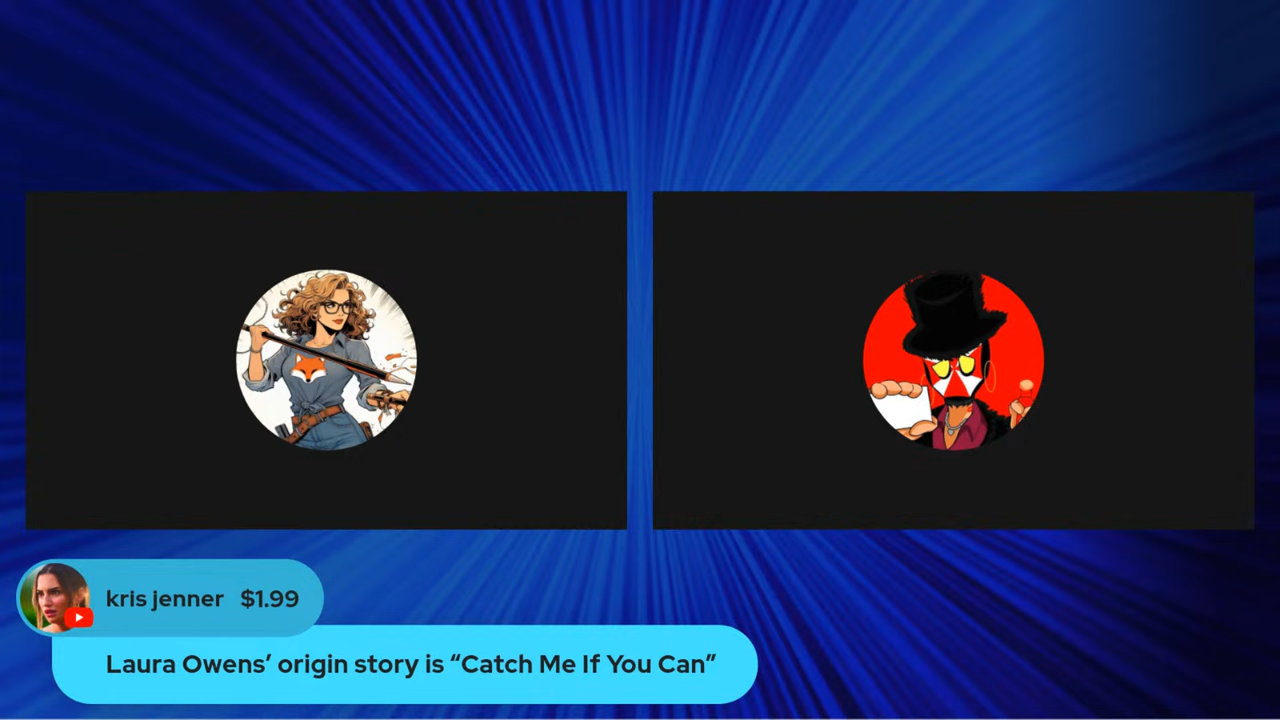 kris jenner $1.99
Laura Owens’ origin story is “Catch Me If You Can”